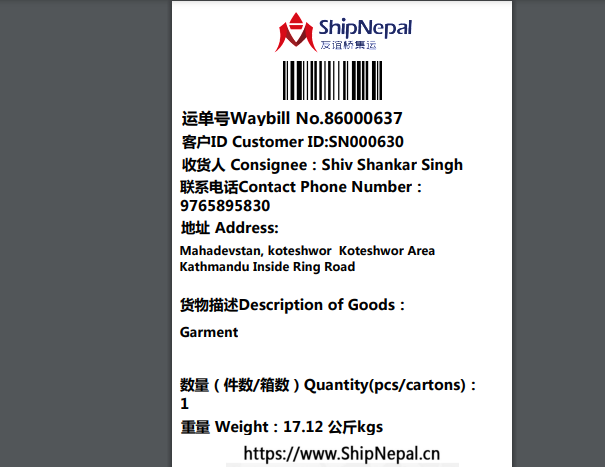 ShipNepal
友谊桥集运
运单号Waybill No.86000637
客户ID Customer ID:SN000630
收货人 Consignee：Shiv Shankar Singh
联系电话Contact Phone Number：
9765895830
地址 Address:
Mahadevstan, koteshwor  Koteshwor Area
Kathmandu Inside Ring Road
货物描述Description of Goods：
Garment
数量（件数/箱数）Quantity(pcs/cartons)：
1
重量 Weight：17.12 公斤kgs
https://www.ShipNepal.cn